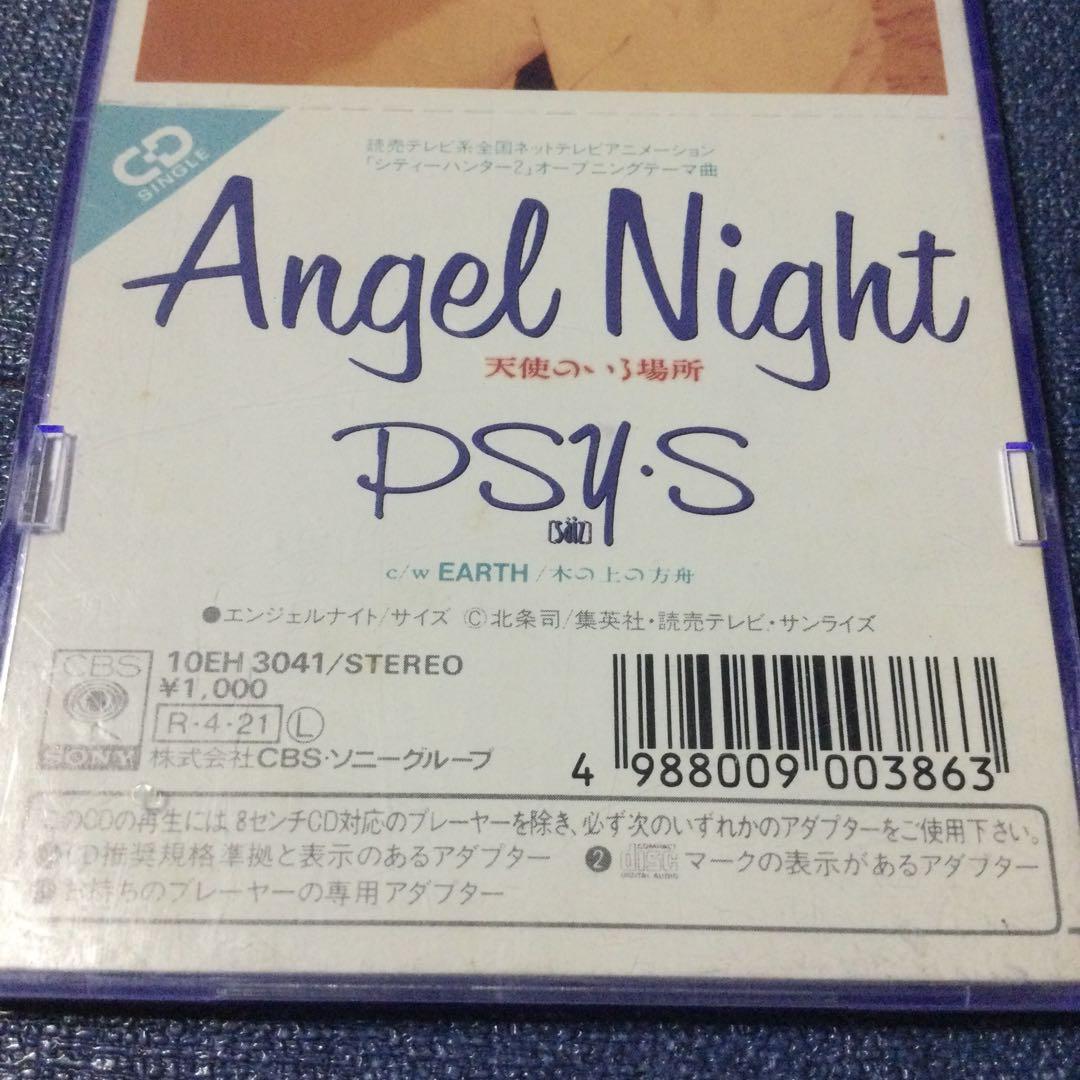 CD
SINGLE
読売テレビ系全国ネットテレビアニメーション
「シティーハンター2」オープニングテーマ曲
Angel Night
天使のいる場所
PSY・S
[saiz]
c/w EARTH/木の上の方舟
●エンジェルナイト/サイズ Ⓒ北条司/集英社・読売テレビ・サンライズ
CBS
SONY
10EH 3041/STEREO
¥1,000
R・4・21 Ⓛ
株式会社CBS・ソニーグループ
4 988009 003863
このCDの再生には8センチCD対応のプレーヤーを除き、必ず次のいずれかのアダプターをご使用下さい。
CD推奨規格準拠と表示のあるアダプター ❷ COMPACT disc DIGITAL AUDIO マークの表示があるアダプター
お持ちのプレーヤーの専用アダプター